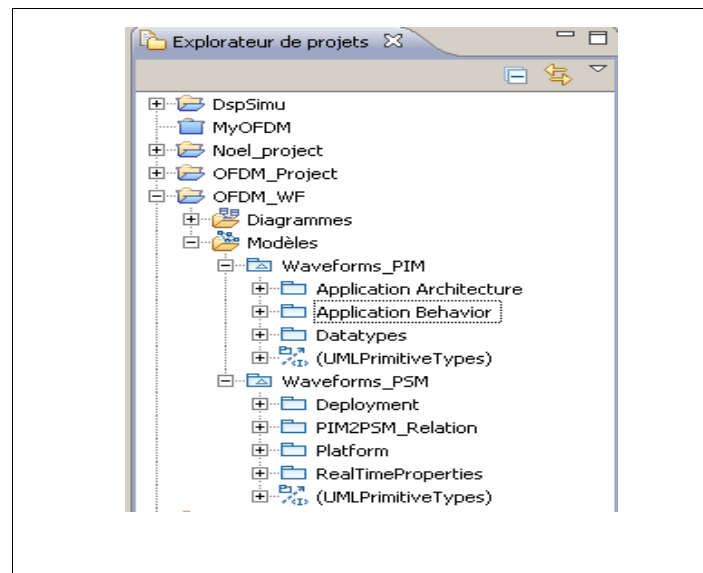 Explorateur de projets
DspSimu
MyOFDM
Noel_project
OFDM_Project
OFDM_WF
Diagrammes
Modèles
Waveforms_PIM
Application Architecture
Application Behavior
Datatypes
(UMLPrimitiveTypes)
Waveforms_PSM
Deployment
PIM2PSM_Relation
Platform
RealTimeProperties
(UMLPrimitiveTypes)